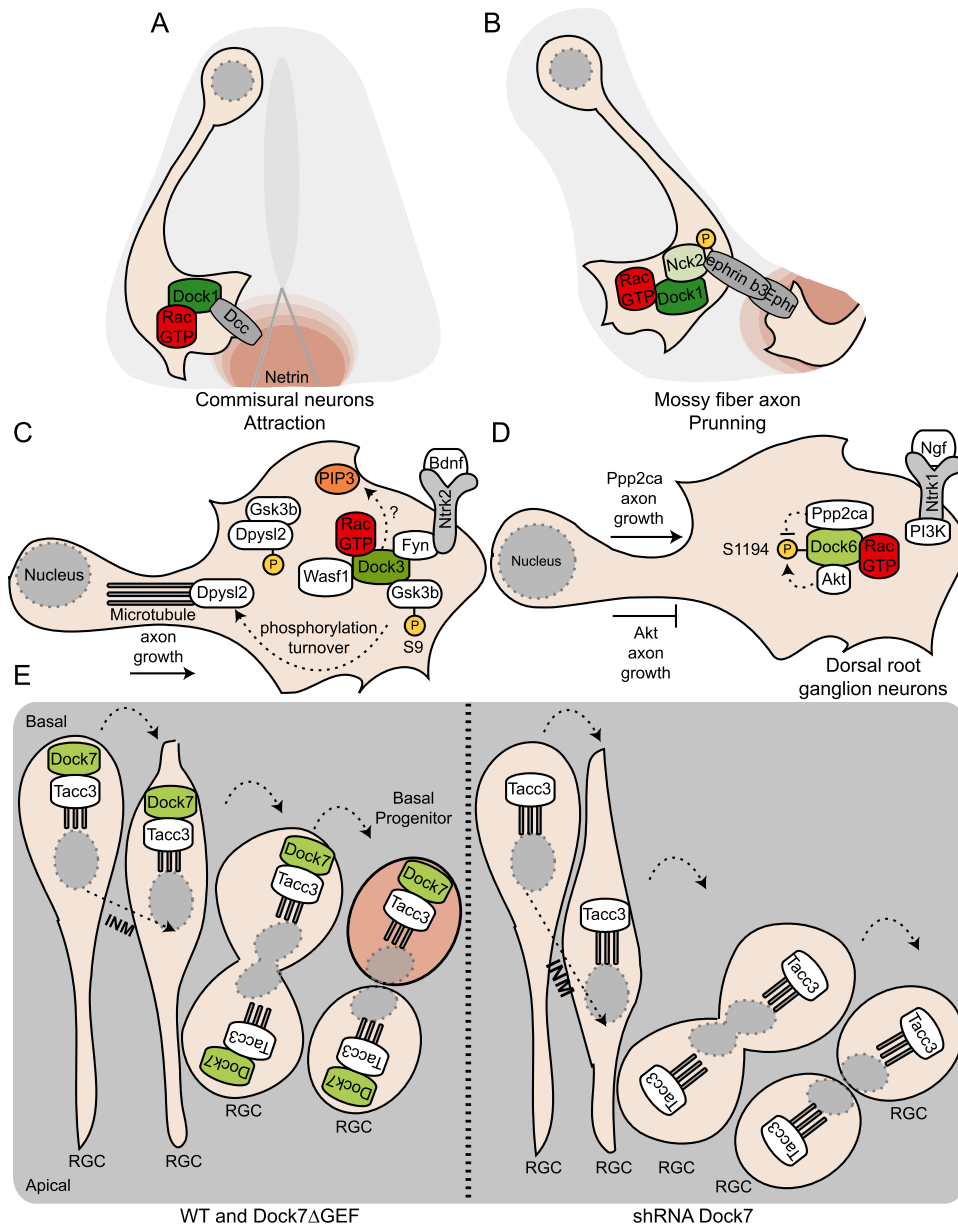 A
Dock1
Rac
GTP
Dcc
Netrin
Commisural neurons
Attraction
B
P
Nck2
ephrin b3
Ephr
Rac
GTP
Dock1
Mossy fiber axon
Prunning
C
Nucleus
PIP3
?
Bdnf
Ntrk2
Gsk3b
Dpysl2
P
Rac
GTP
Fyn
Dock3
Wasf1
Gsk3b
P
S9
Dpysl2
Microtubule
axon
growth
phosphorylation
turnover
D
Nucleus
Ppp2ca
axon
growth
Akt
axon
growth
Ngf
Ntrk1
PI3K
Ppp2ca
S1194
P
Dock6
Rac
GTP
Akt
Dorsal root
ganglion neurons
E
Basal
Dock7
Tacc3
Dock7
Tacc3
INM
Dock7
Tacc3
Tacc3
Dock7
Basal
Progenitor
Dock7
Tacc3
Tacc3
Dock7
RGC
RGC
RGC
RGC
Apical
WT and Dock7ΔGEF
Tacc3
Tacc3
INM
Tacc3
Tacc3
Tacc3
Tacc3
RGC
RGC
RGC
RGC
RGC
shRNA Dock7